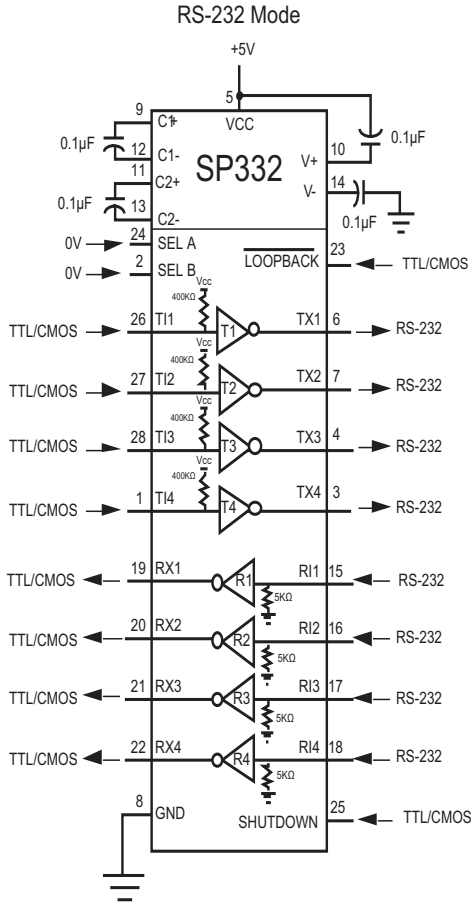 RS-232 Mode
+5V
5
VCC
SP332
9 C1+
0.1µF
12 C1-
11 C2+
0.1µF
13 C2-
V+ 10
0.1µF
V- 14
0.1µF
0V 24 SEL A
0V 2 SEL B
LOOPBACK 23 TTL/CMOS
Vcc
400KΩ
TTL/CMOS 26 TI1 T1 TX1 6 RS-232
Vcc
400KΩ
TTL/CMOS 27 TI2 T2 TX2 7 RS-232
Vcc
400KΩ
TTL/CMOS 28 TI3 T3 TX3 4 RS-232
Vcc
400KΩ
TTL/CMOS 1 TI4 T4 TX4 3 RS-232
TTL/CMOS 19 RX1 R1 RI1 15 RS-232
5KΩ
TTL/CMOS 20 RX2 R2 RI2 16 RS-232
5KΩ
TTL/CMOS 21 RX3 R3 RI3 17 RS-232
5KΩ
TTL/CMOS 22 RX4 R4 RI4 18 RS-232
5KΩ
8 GND
SHUTDOWN 25 TTL/CMOS